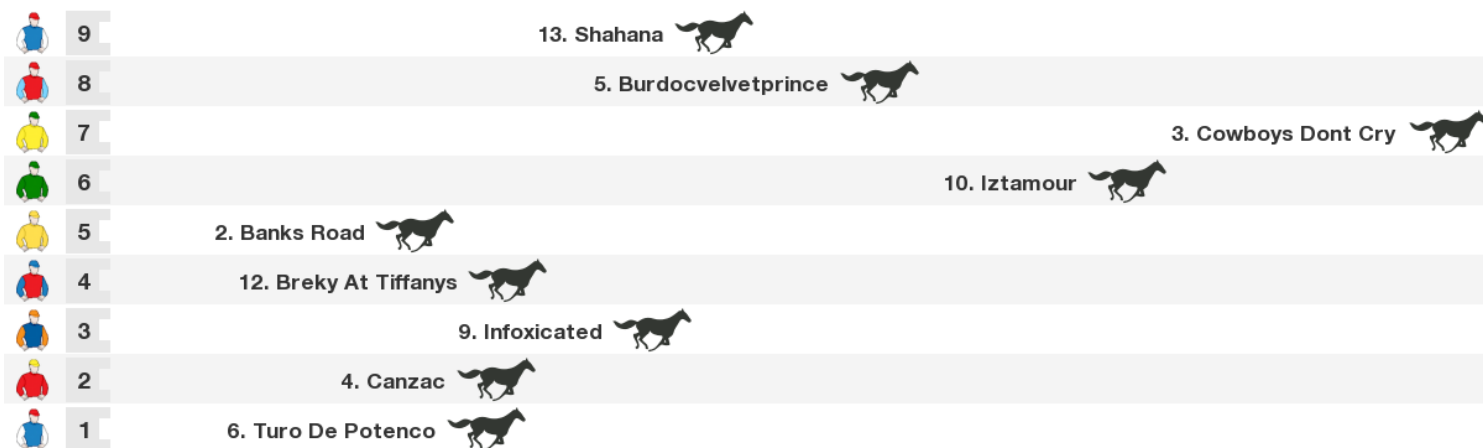 9 13. Shahana
8 5. Burdocvelvetprince
7 3. Cowboys Dont Cry
6 10. Iztamour
5 2. Banks Road
4 12. Breky At Tiffanys
3 9. Infoxicated
2 4. Canzac
1 6. Turo De Potenco